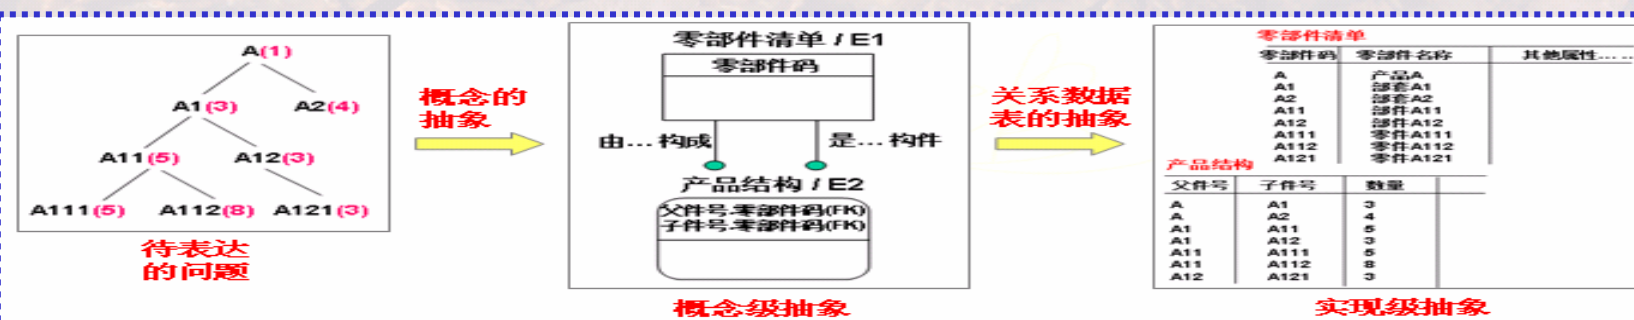 A(1)
A1(3) A2(4)
A11(5) A12(3)
A111(5) A112(8) A121(3)
待表达
的问题
概念的
抽象
零部件清单 / E1
零部件码
由…构成 是…构件
产品结构 / E2
父件号.零部件码(FK)
子件号.零部件码(FK)
概念级抽象
关系数据
表的抽象
零部件清单
零部件码 零部件名称 其他属性... ...
A 产品A
A1 部套A1
A2 部套A2
A11 部件A11
A12 部件A12
A111 零件A111
A112 零件A112
A121 零件A121
产品结构
父件号 子件号 数量
A A1 3
A A2 4
A1 A11 5
A1 A12 3
A11 A111 5
A11 A112 8
A12 A121 3
实现级抽象